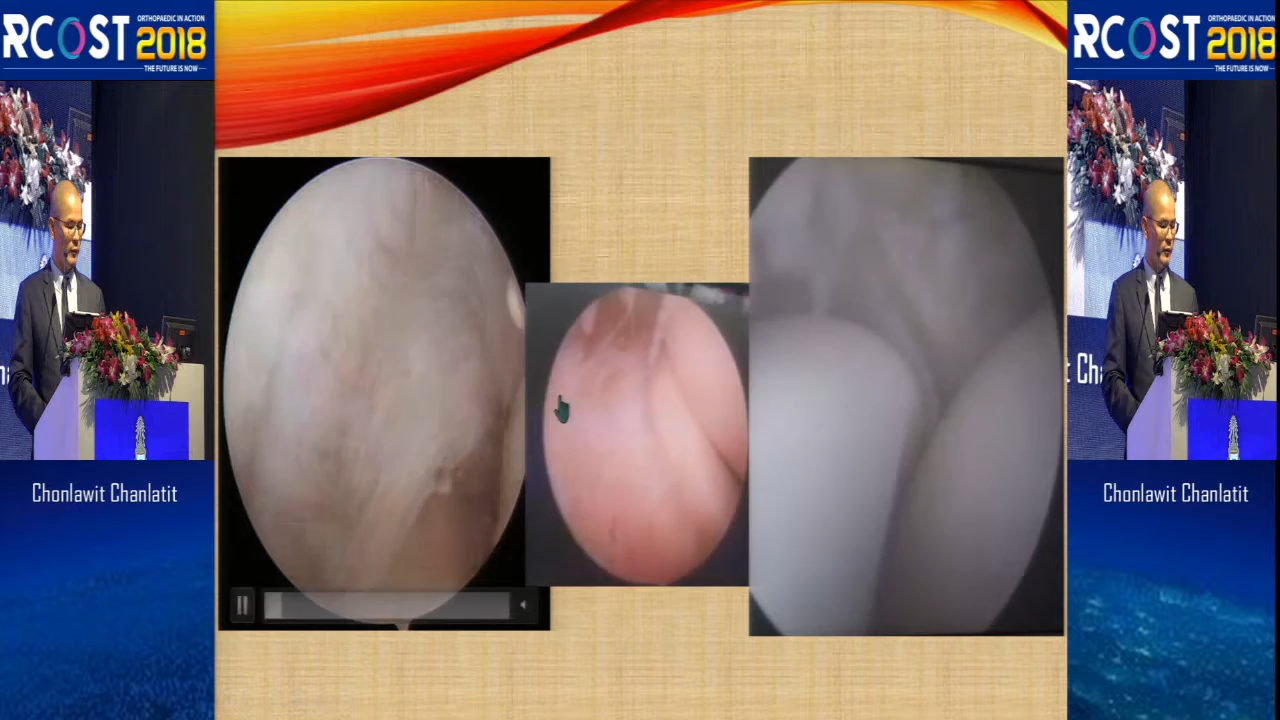 ORTHOPAEDIC IN ACTION
RCOST 2018
THE FUTURE IS NOW
Chonlawit Chanlatit
ORTHOPAEDIC IN ACTION
RCOST 2018
THE FUTURE IS NOW
t Cha
Chonlawit Chanlatit